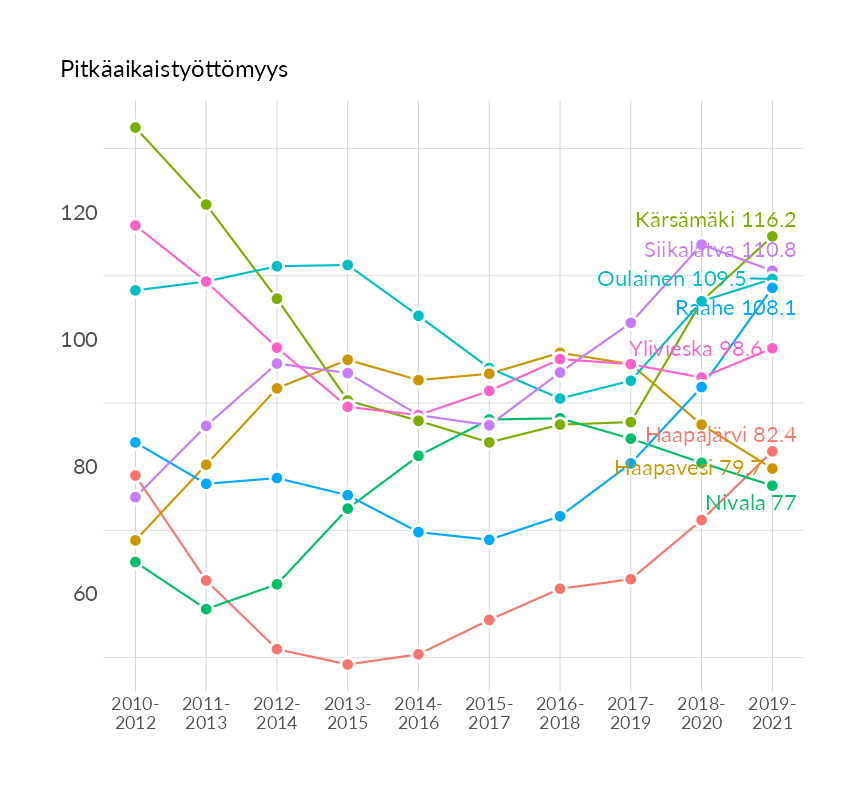 Pitkäaikaistyöttömyys
120
100
80
60
Kärsämäki 116.2
Siikalatva 110.8
Oulainen 109.5
Raahe 108.1
Ylivieska 98.6
Haapajärvi 82.4
Haapavesi 79.7
Nivala 77
2010- 2011- 2012- 2013- 2014- 2015- 2016- 2017- 2018- 2019-
2012 2013 2014 2015 2016 2017 2018 2019 2020 2021